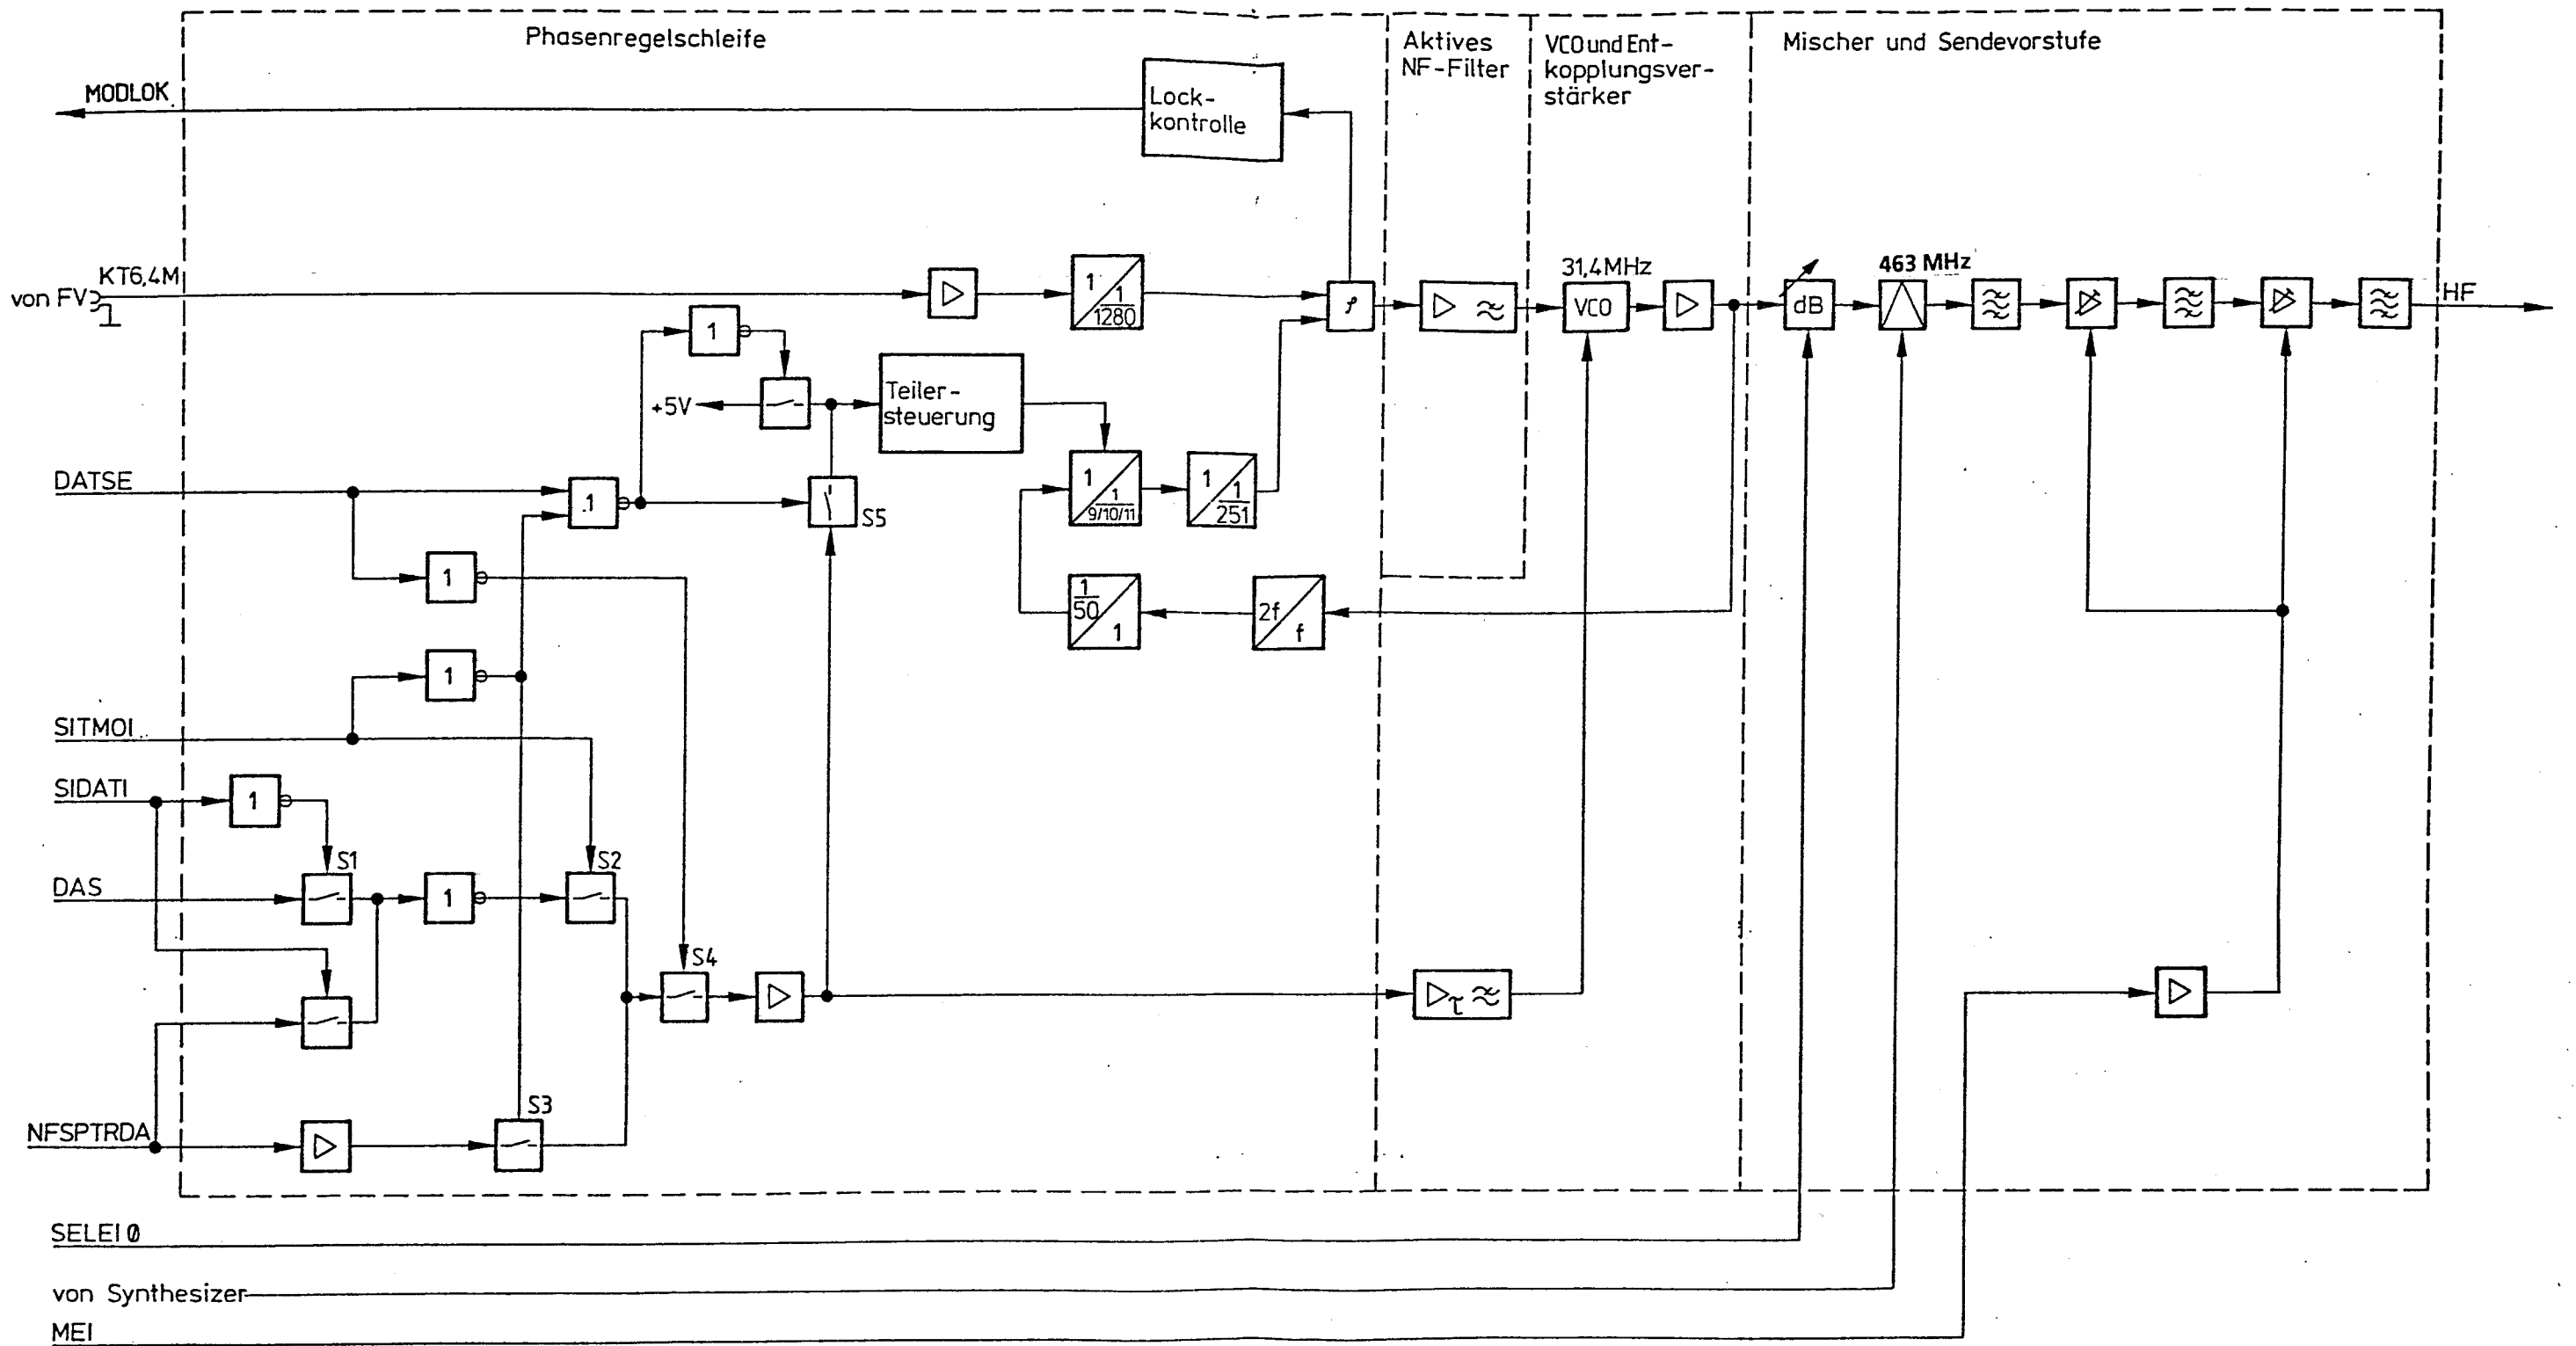 Phasenregelschleife
Aktives
NF-Filter
VCO und Ent-
kopplungsver-
stärker
Mischer und Sendevorstufe
MODLOK
Lock-
kontrolle
von FV
KT6,4M
1
1
1280
φ
31,4MHz
VCO
dB
463 MHz
HF
1
+5V
Teiler-
steuerung
1
1
9/10/11
1
1
251
DATSE
1
S5
1
1
50
1
2f
f
1
SITMOI
SIDATI
1
S1
S2
DAS
1
S4
τ
S3
NFSPTRDA
SELEI0
von Synthesizer
MEI